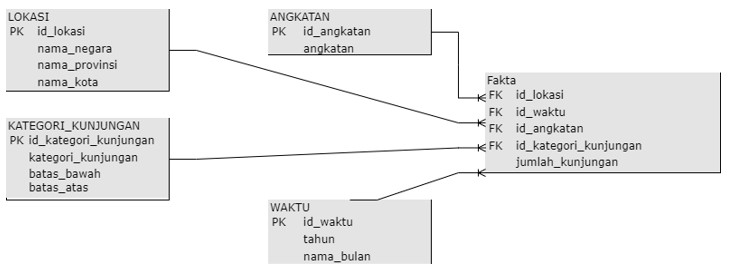 LOKASI
PK id_lokasi
nama_negara
nama_provinsi
nama_kota
ANGKATAN
PK id_angkatan
angkatan
Fakta
FK id_lokasi
FK id_waktu
FK id_angkatan
FK id_kategori_kunjungan
jumlah_kunjungan
KATEGORI_KUNJUNGAN
PK id_kategori_kunjungan
kategori_kunjungan
batas_bawah
batas_atas
WAKTU
PK id_waktu
tahun
nama_bulan